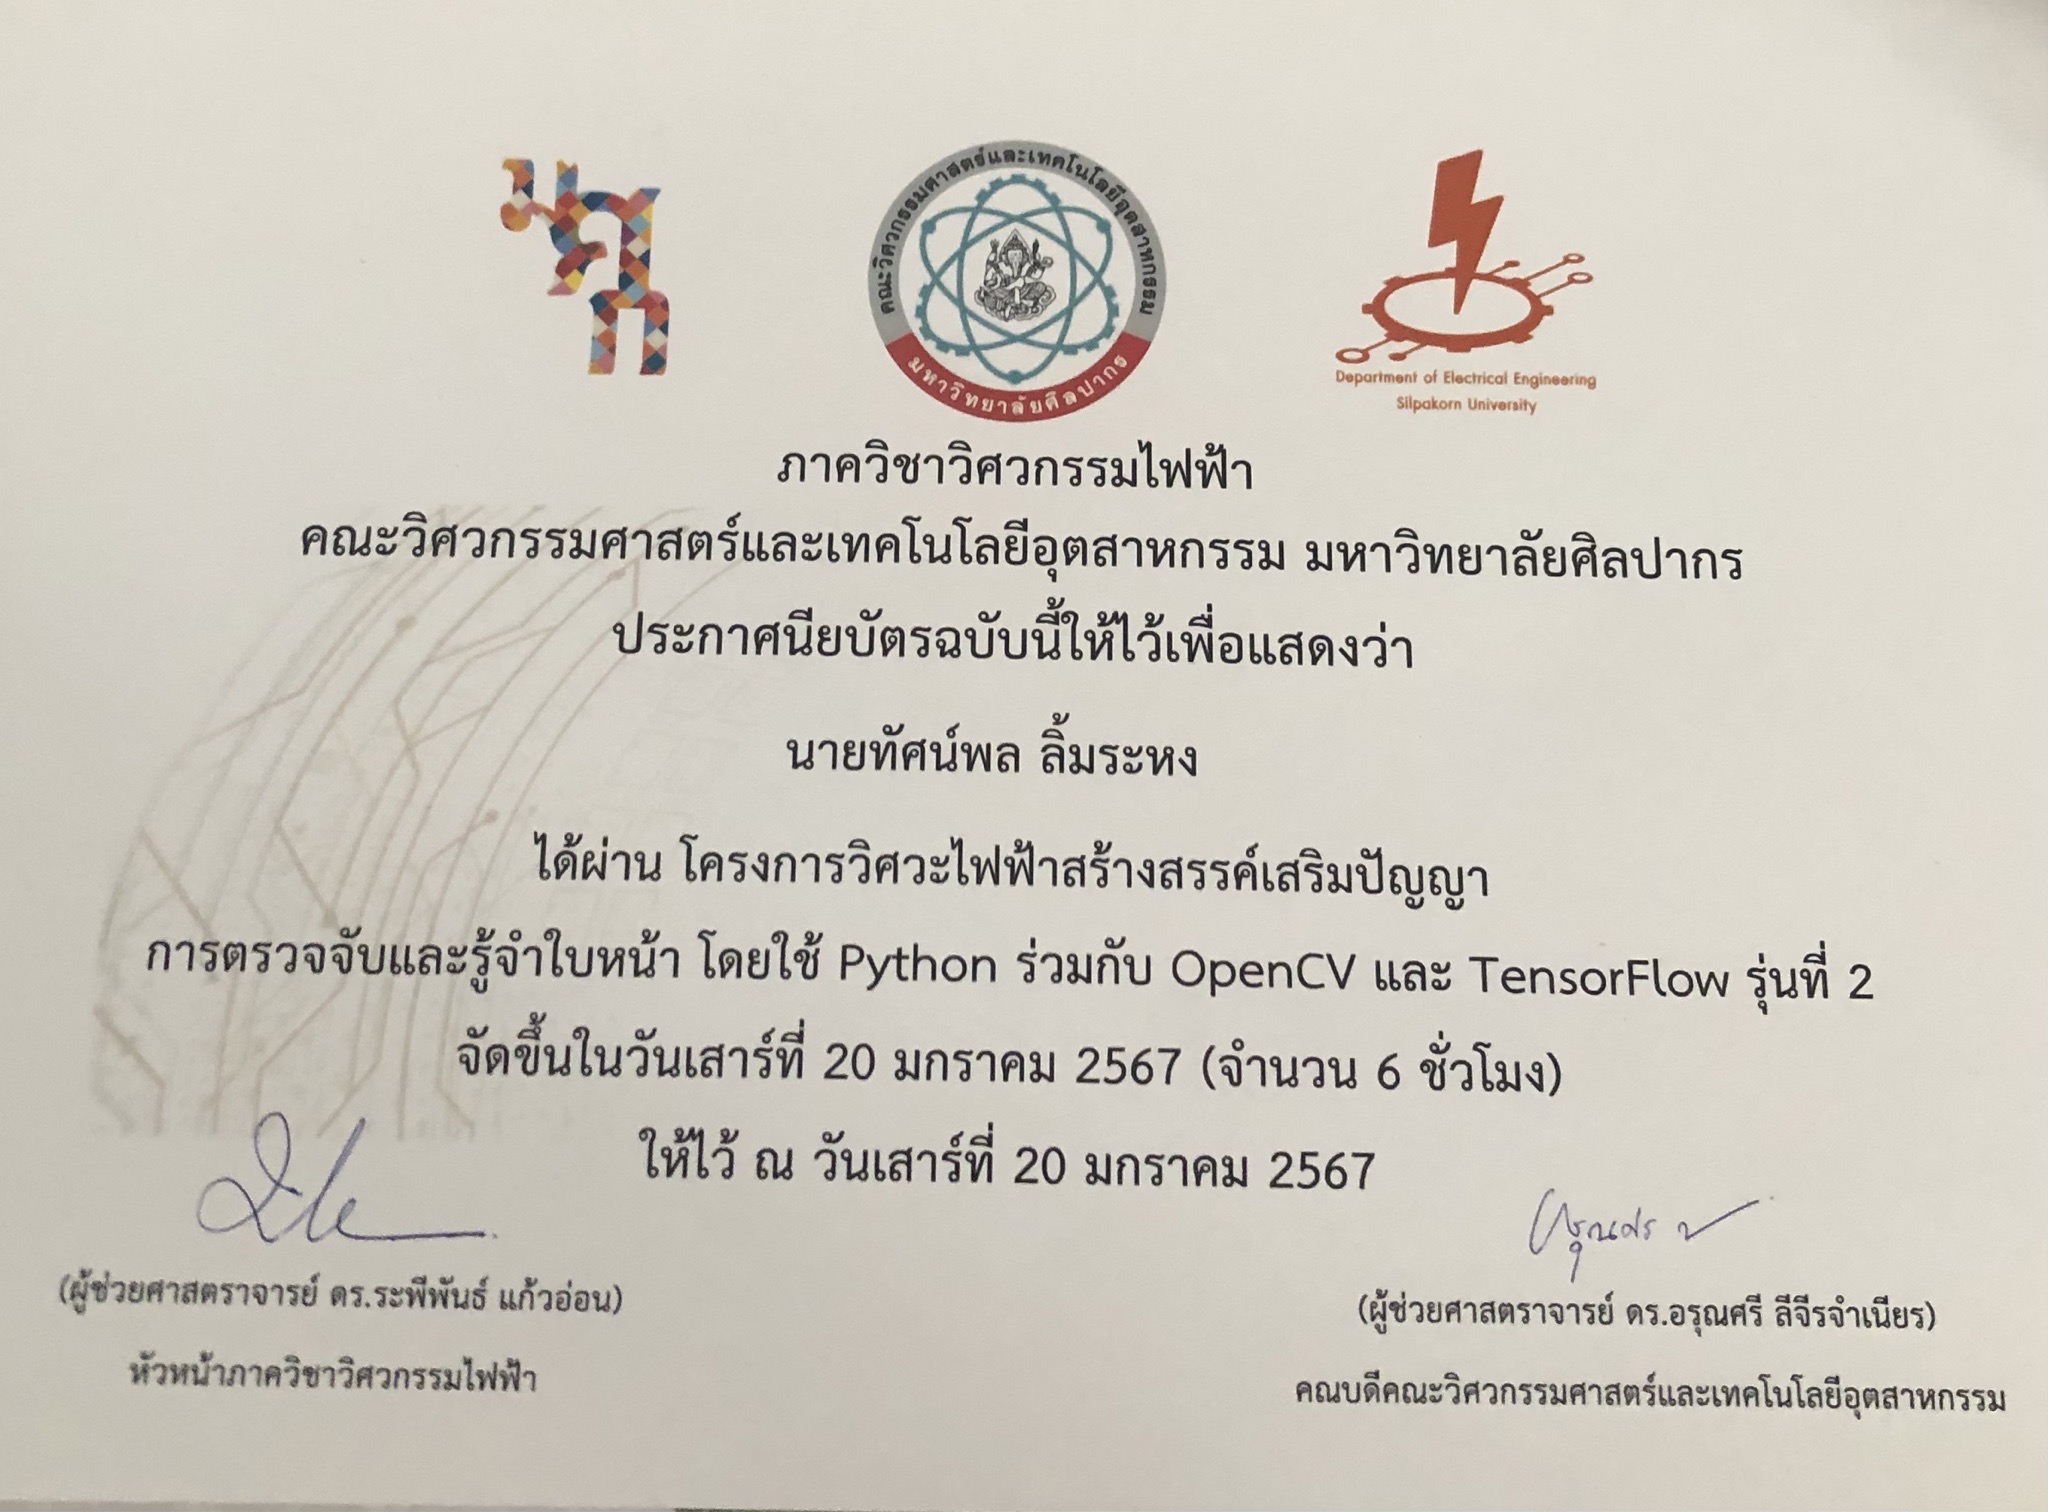 มศก
คณะวิศวกรรมศาสตร์และเทคโนโลยีอุตสาหกรรม
มหาวิทยาลัยศิลปากร
Department of Electrical Engineering
Silpakorn University
ภาควิชาวิศวกรรมไฟฟ้า
คณะวิศวกรรมศาสตร์และเทคโนโลยีอุตสาหกรรม มหาวิทยาลัยศิลปากร
ประกาศนียบัตรฉบับนี้ให้ไว้เพื่อแสดงว่า
นายทัศน์พล ลิ้มระหง
ได้ผ่าน โครงการวิศวะไฟฟ้าสร้างสรรค์เสริมปัญญา
การตรวจจับและรู้จำใบหน้า โดยใช้ Python ร่วมกับ OpenCV และ TensorFlow รุ่นที่ 2
จัดขึ้นในวันเสาร์ที่ 20 มกราคม 2567 (จำนวน 6 ชั่วโมง)
ให้ไว้ ณ วันเสาร์ที่ 20 มกราคม 2567
(ผู้ช่วยศาสตราจารย์ ดร.ระพีพันธ์ แก้วอ่อน)
หัวหน้าภาควิชาวิศวกรรมไฟฟ้า
(ผู้ช่วยศาสตราจารย์ ดร.อรุณศรี ลีจีรจำเนียร)
คณบดีคณะวิศวกรรมศาสตร์และเทคโนโลยีอุตสาหกรรม